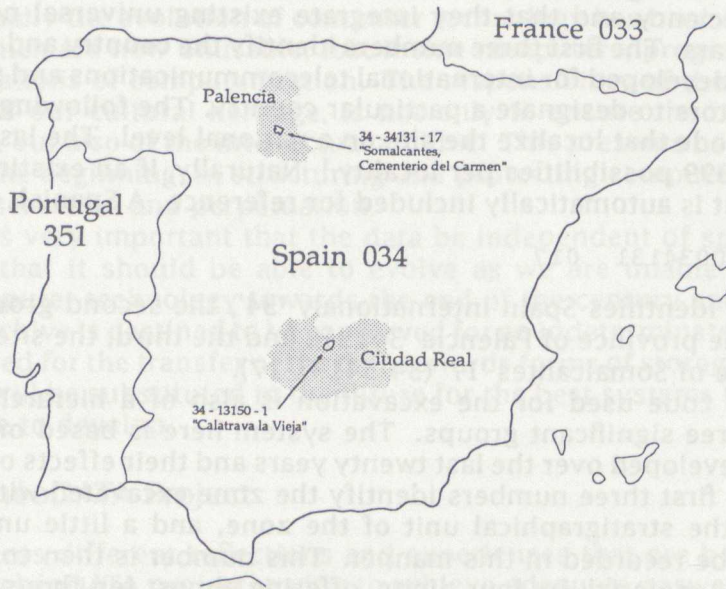 France 033
Palencia
34 - 34131 - 17
"Somalcantes,
Cementerio del Carmen"
Portugal
351
Spain 034
Ciudad Real
34 - 13150 - 1
"Calatrava la Vieja"